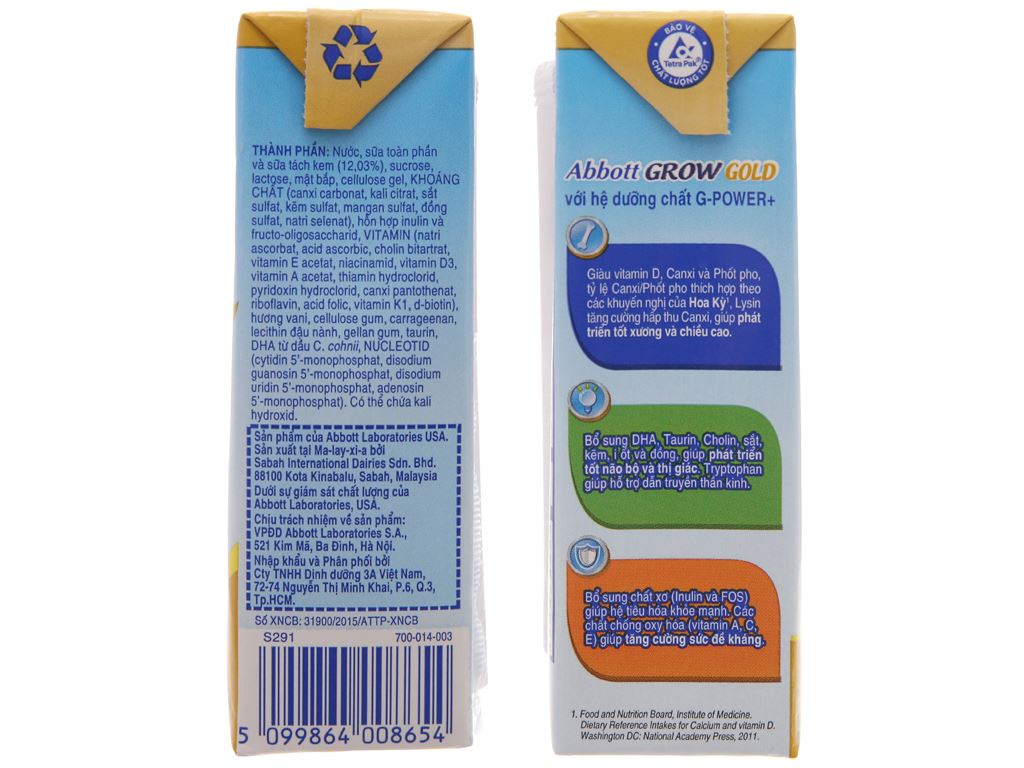 THÀNH PHẦN: Nước, sữa toàn phần
và sữa tách kem (12,03%), sucrose,
lactose, mật bắp, cellulose gel, KHOÁNG
CHẤT (canxi carbonat, kali citrat, sắt
sulfat, kẽm sulfat, mangan sulfat, đồng
sulfat, natri selenat), hỗn hợp inulin và
fructo-oligosaccharid, VITAMIN (natri
ascorbat, acid ascorbic, cholin bitartrat,
vitamin E acetat, niacinamid, vitamin D3,
vitamin A acetat, thiamin hydroclorid,
pyridoxin hydroclorid, canxi pantothenat,
riboflavin, acid folic, vitamin K1, d-biotin),
hương vani, cellulose gum, carrageenan,
lecithin đậu nành, gellan gum, taurin,
DHA từ dầu C. cohnii, NUCLEOTID
(cytidin 5'-monophosphat, disodium
guanosin 5'-monophosphat, disodium
uridin 5'-monophosphat, adenosin
5'-monophosphat). Có thể chứa kali
hydroxid.
Sản phẩm của Abbott Laboratories USA.
Sản xuất tại Ma-lay-xi-a bởi
Sabah International Dairies Sdn. Bhd.
88100 Kota Kinabalu, Sabah, Malaysia
Dưới sự giám sát chất lượng của
Abbott Laboratories, USA.
Chịu trách nhiệm về sản phẩm:
VPĐD Abbott Laboratories S.A.,
521 Kim Mã, Ba Đình, Hà Nội.
Nhập khẩu và Phân phối bởi
Cty TNHH Dinh dưỡng 3A Việt Nam,
72-74 Nguyễn Thị Minh Khai, P.6, Q.3,
Tp.HCM.
Số XNCB: 31900/2015/ATTP-XNCB
S291 700-014-003
5 099864 008654
BẢO VỆ
Tetra Pak®
CHẤT LƯỢNG TỐT
Abbott GROW GOLD
với hệ dưỡng chất G-POWER+
Giàu vitamin D, Canxi và Phốt pho,
tỷ lệ Canxi/Phốt pho thích hợp theo
các khuyến nghị của Hoa Kỳ¹, Lysin
tăng cường hấp thu Canxi, giúp phát
triển tốt xương và chiều cao.
Bổ sung DHA, Taurin, Cholin, sắt,
kẽm, i ốt và đồng, giúp phát triển
tốt não bộ và thị giác. Tryptophan
giúp hỗ trợ dẫn truyền thần kinh.
Bổ sung chất xơ (Inulin và FOS)
giúp hệ tiêu hóa khỏe mạnh. Các
chất chống oxy hóa (vitamin A, C,
E) giúp tăng cường sức đề kháng.
1. Food and Nutrition Board, Institute of Medicine.
Dietary Reference Intakes for Calcium and vitamin D.
Washington DC: National Academy Press, 2011.